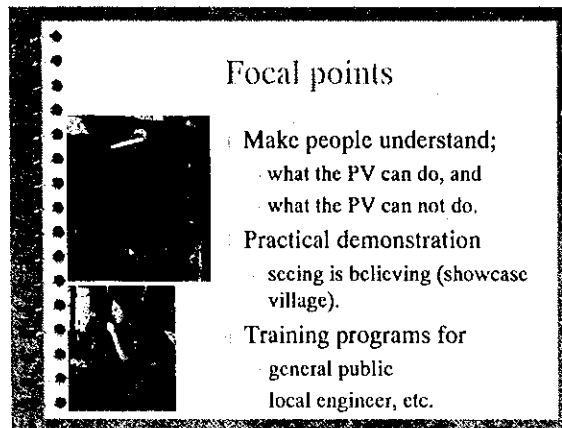 Focal points
Make people understand;
what the PV can do, and
what the PV can not do.
Practical demonstration
seeing is believing (showcase
village).
Training programs for
general public
local engineer, etc.